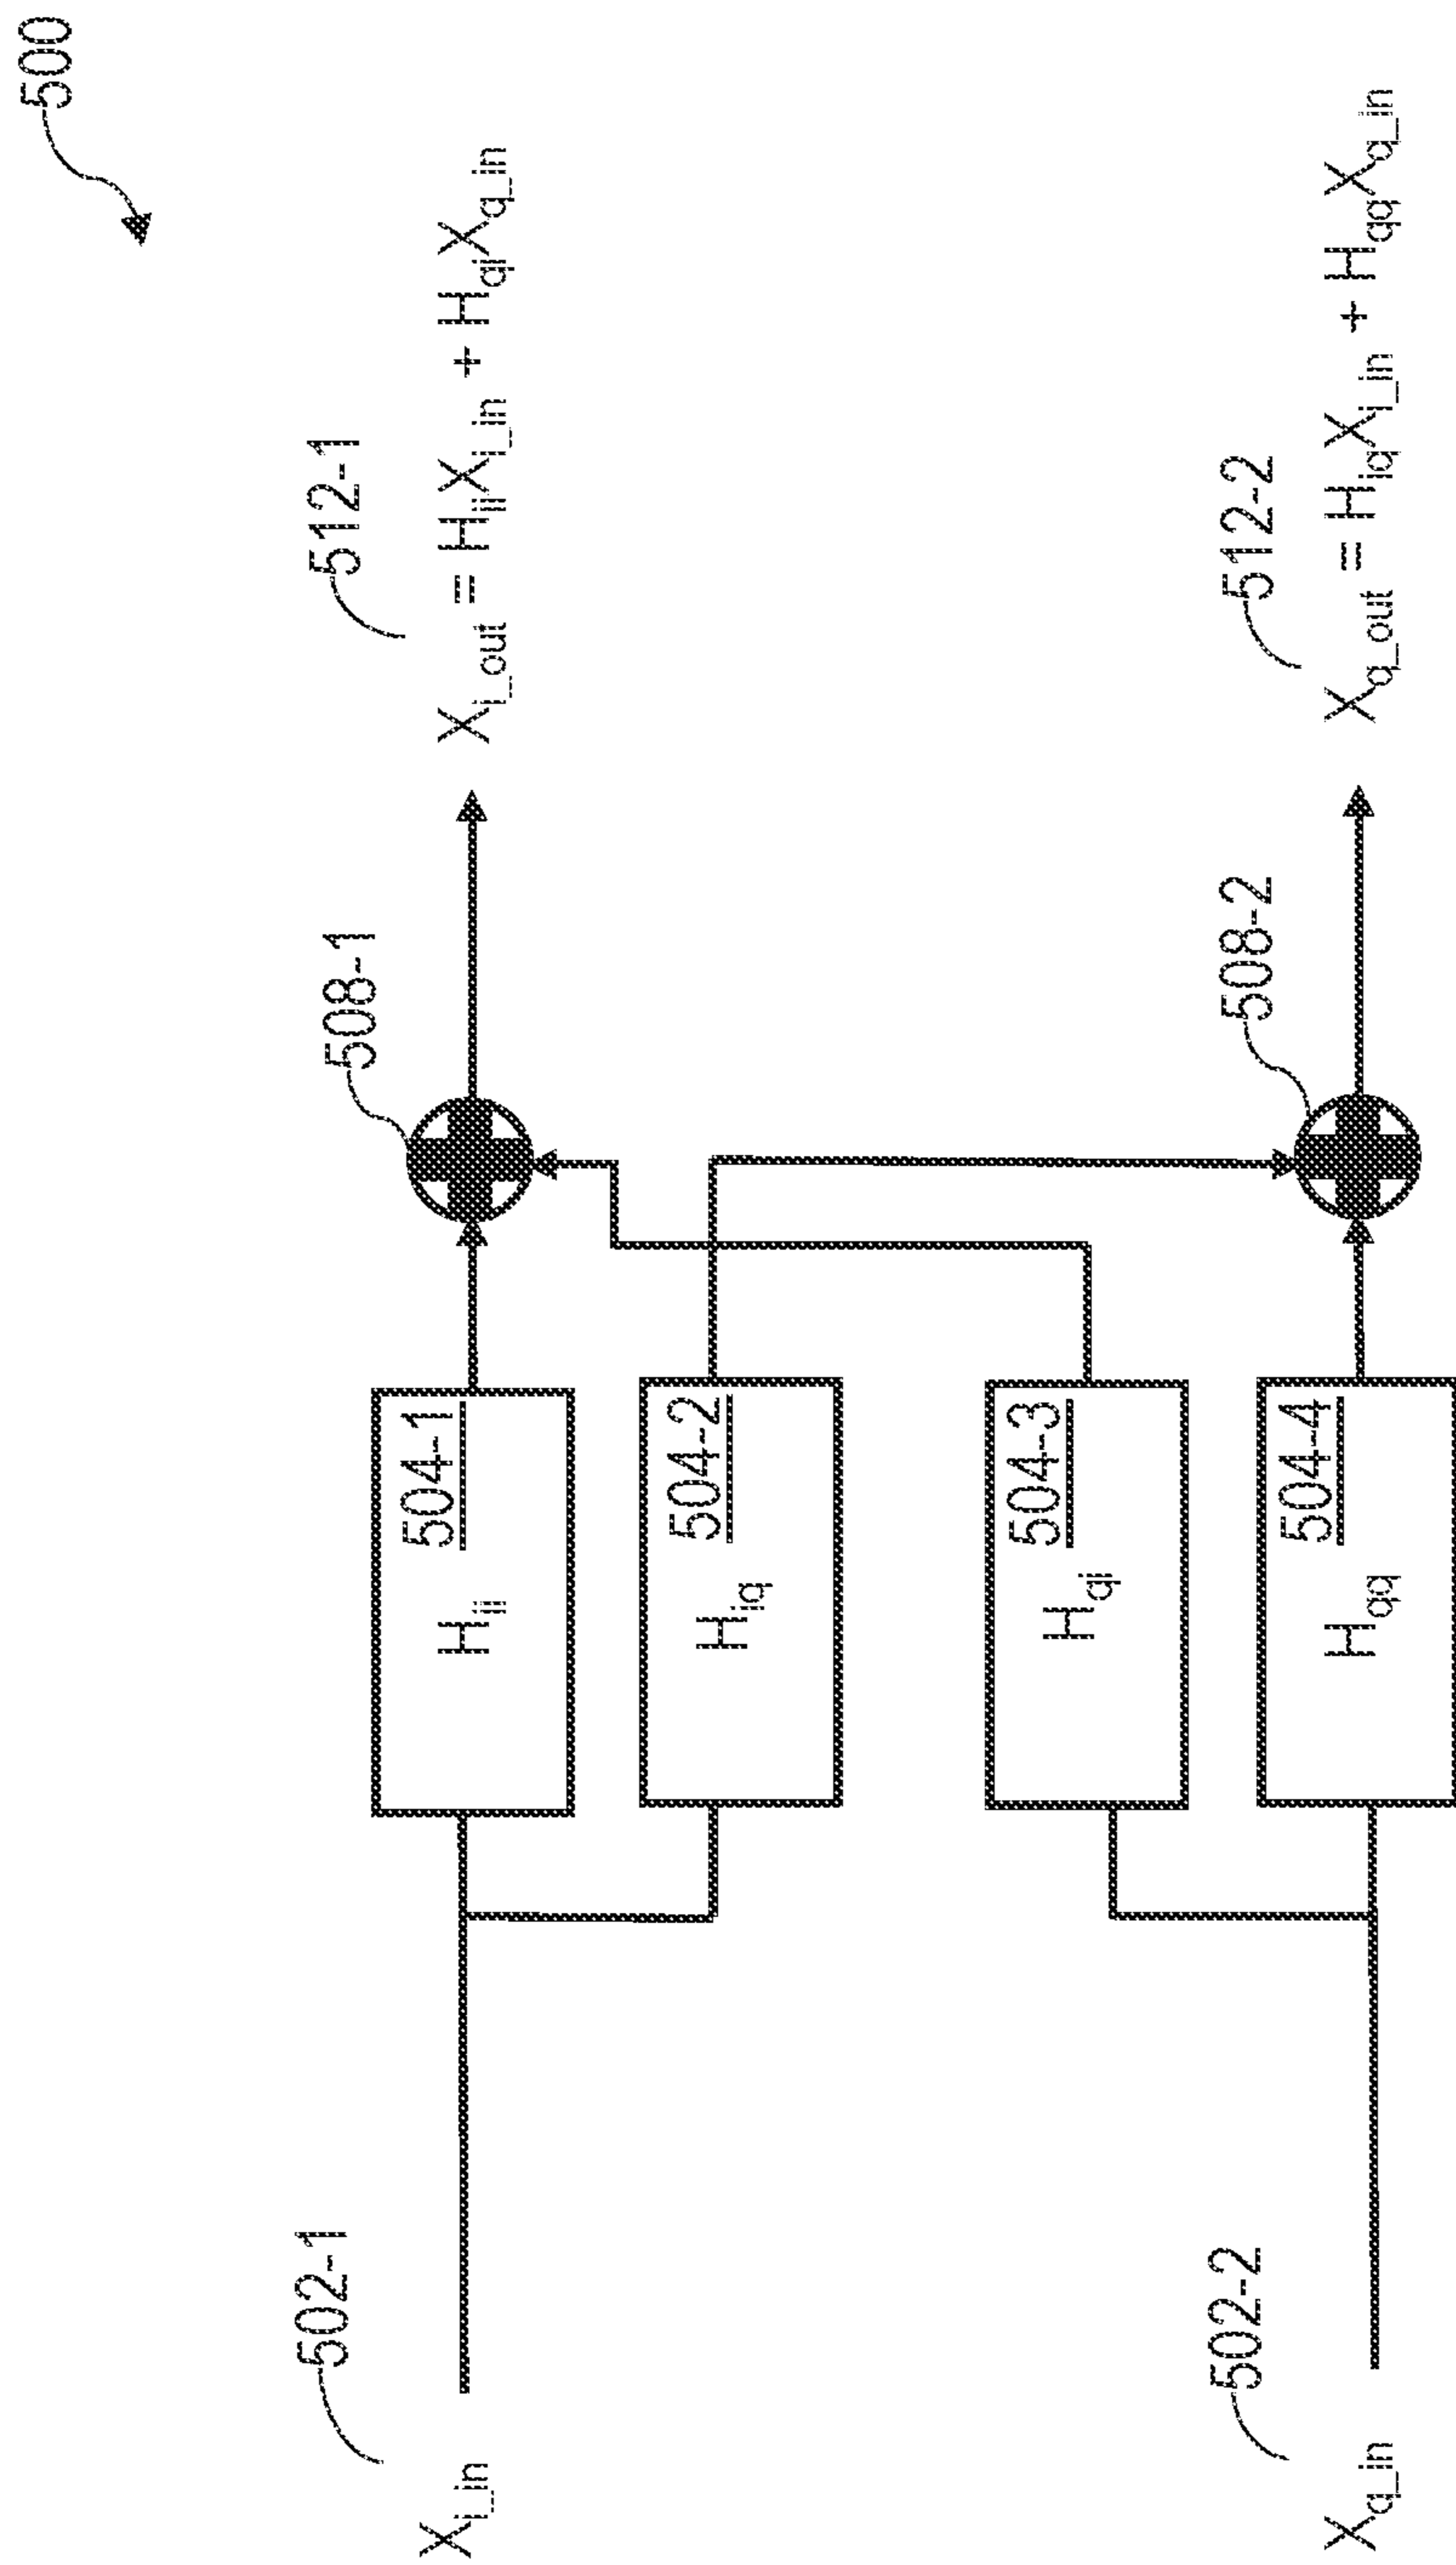 500
502-1
X_i_in
504-1
H_ii
504-2
H_iq
508-1
512-1
X_i_out = H_ii X_i_in + H_qi X_q_in
502-2
X_q_in
504-3
H_qi
504-4
H_qq
508-2
512-2
X_q_out = H_iq X_i_in + H_qq X_q_in